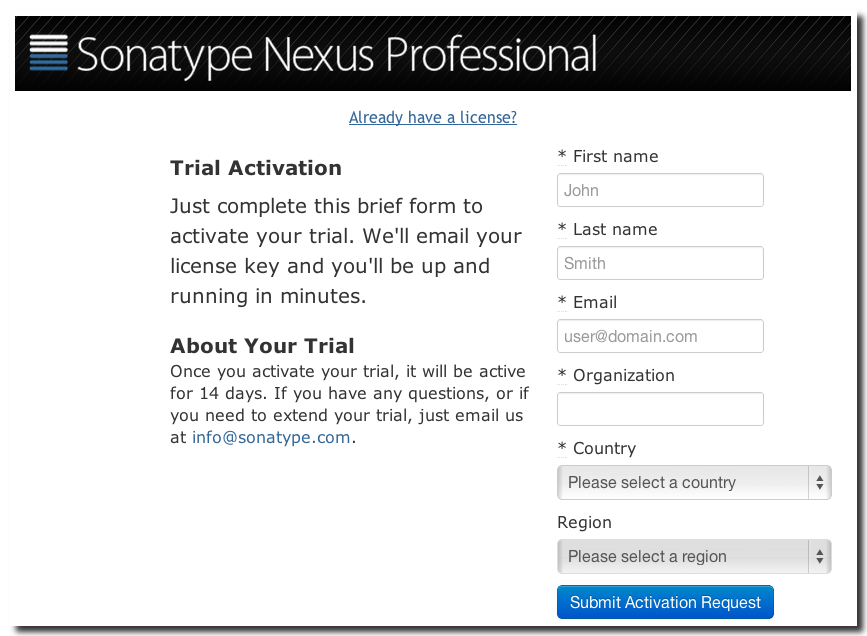 Sonatype Nexus Professional
Already have a license?
Trial Activation
Just complete this brief form to
activate your trial. We'll email your
license key and you'll be up and
running in minutes.
About Your Trial
Once you activate your trial, it will be active
for 14 days. If you have any questions, or if
you need to extend your trial, just email us
at info@sonatype.com.
* First name
John
* Last name
Smith
* Email
user@domain.com
* Organization
* Country
Please select a country
Region
Please select a region
Submit Activation Request